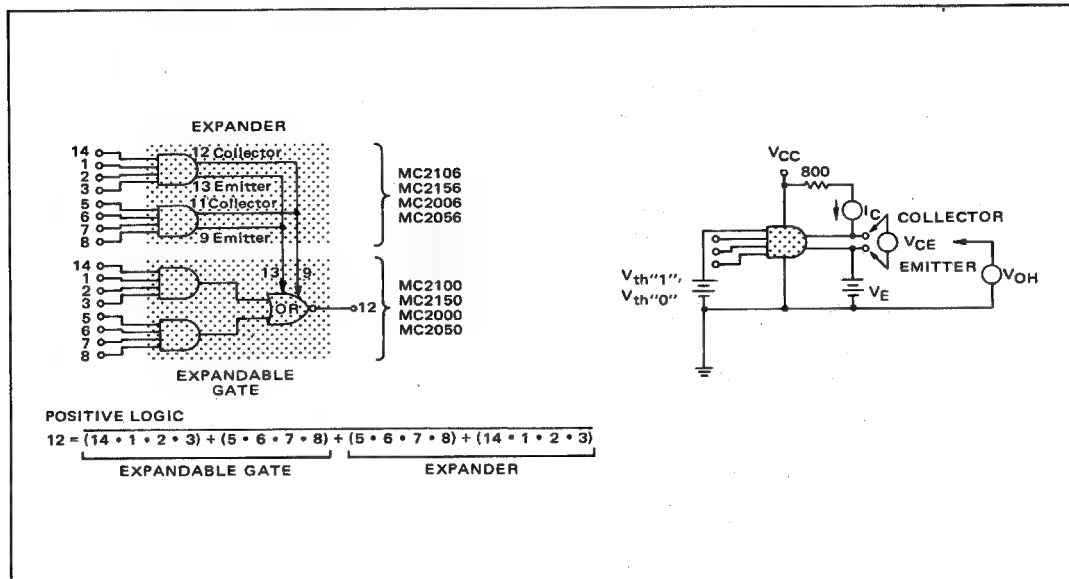 EXPANDER
14
1
2
3
5
6
7
8
12 Collector
13 Emitter
11 Collector
9 Emitter
MC2106
MC2156
MC2006
MC2056
14
1
2
3
5
6
7
8
13
9
OR
12
MC2100
MC2150
MC2000
MC2050
EXPANDABLE
GATE
POSITIVE LOGIC
12 = (14 • 1 • 2 • 3) + (5 • 6 • 7 • 8) + (5 • 6 • 7 • 8) + (14 • 1 • 2 • 3)
EXPANDABLE GATE EXPANDER
VCC
800
IC
COLLECTOR
VCE
EMITTER
VOH
Vth"1",
Vth"0"
VE